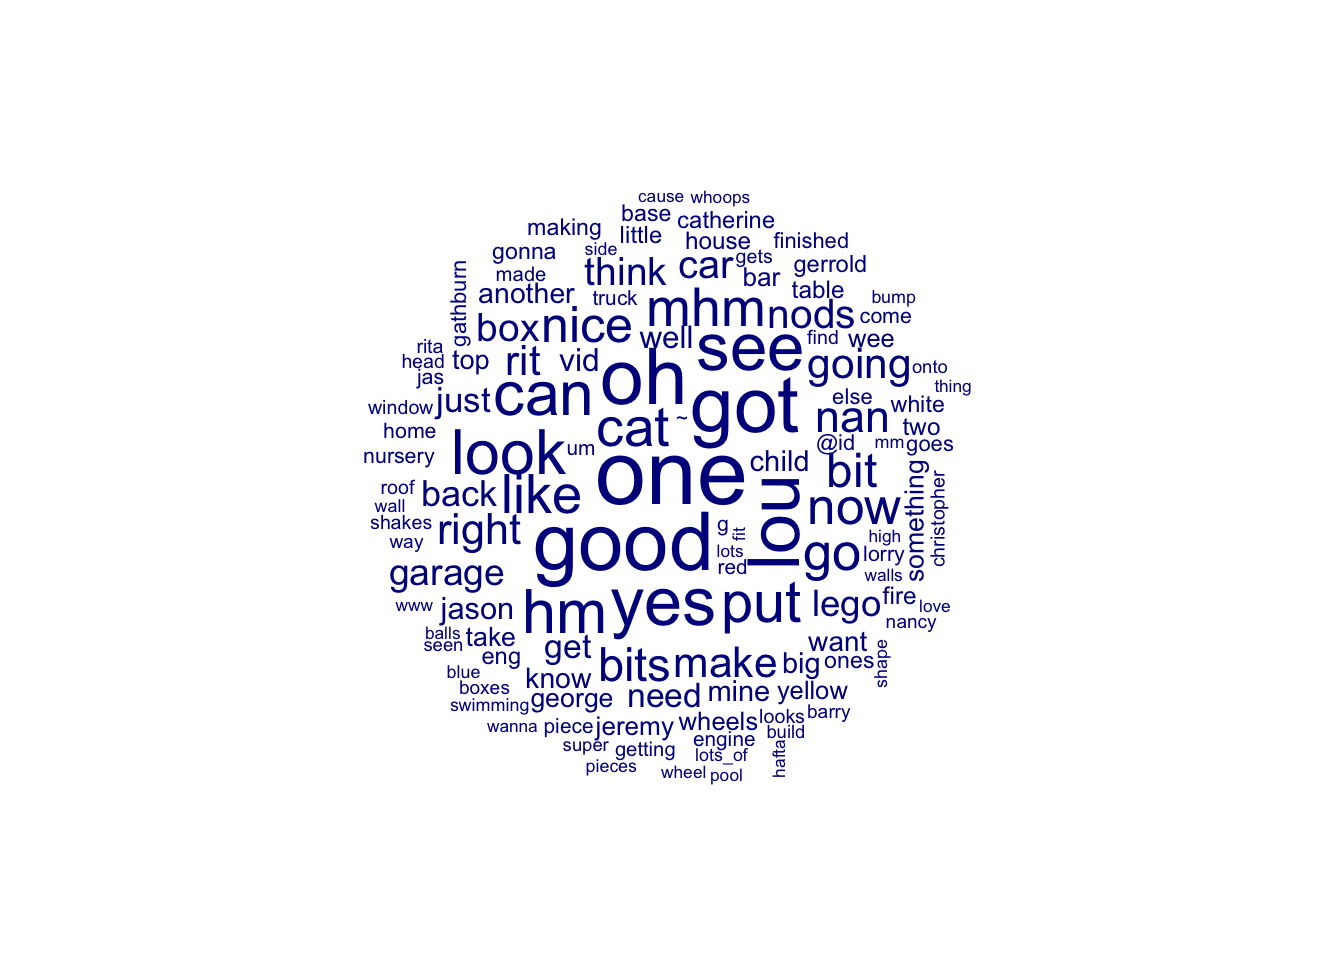 cause whoops
base catherine
making little house finished
gonna side think car gets gerrold
gathburn made another truck bar table bump
box nice mhm nods come
well find wee
rita top rit vid oh see going onto
head
jas just can got else thing
window cat ~ nan white
home look um @id two
mm goes
nursery one child bit something
roof back like lou now christopher
wall
shakes right good g fit high
way lots go lorry
garage red walls
www jason hm yes put lego fire love
balls nancy
seen take get want shape
eng bits make big ones
blue know
boxes george need mine yellow
swimming
wanna piece jeremy wheels looks barry
super getting engine build
pieces lots_of hafta
wheel pool